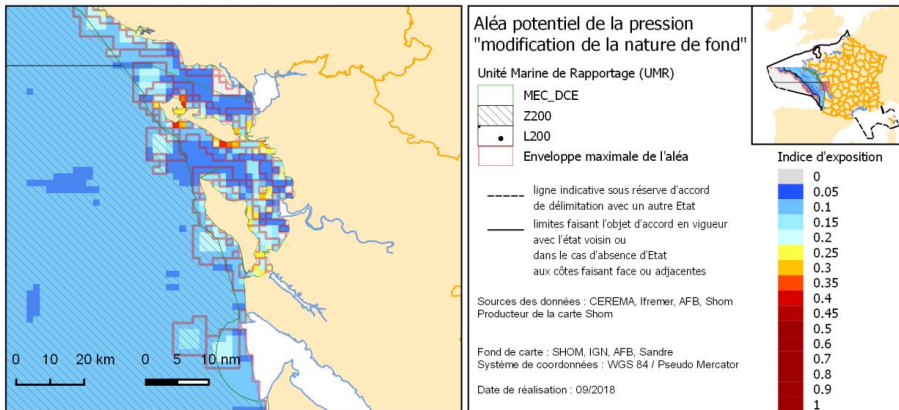 Aléa potentiel de la pression
"modification de la nature de fond"
Unité Marine de Rapportage (UMR)
MEC_DCE
Z200
L200
Enveloppe maximale de l'aléa
ligne indicative sous réserve d'accord
de délimitation avec un autre Etat
limites faisant l'objet d'accord en vigueur
avec l'état voisin ou
dans le cas d'absence d'Etat
aux côtes faisant face ou adjacentes
Sources des données : CEREMA, Ifremer, AFB, Shom
Producteur de la carte Shom
Fond de carte : SHOM, IGN, AFB, Sandre
Système de coordonnées : WGS 84 / Pseudo Mercator
Date de réalisation : 09/2018
Indice d'exposition
0
0.05
0.1
0.15
0.2
0.25
0.3
0.35
0.4
0.45
0.5
0.6
0.7
0.8
0.9
1
0 10 20 km
0 5 10 nm